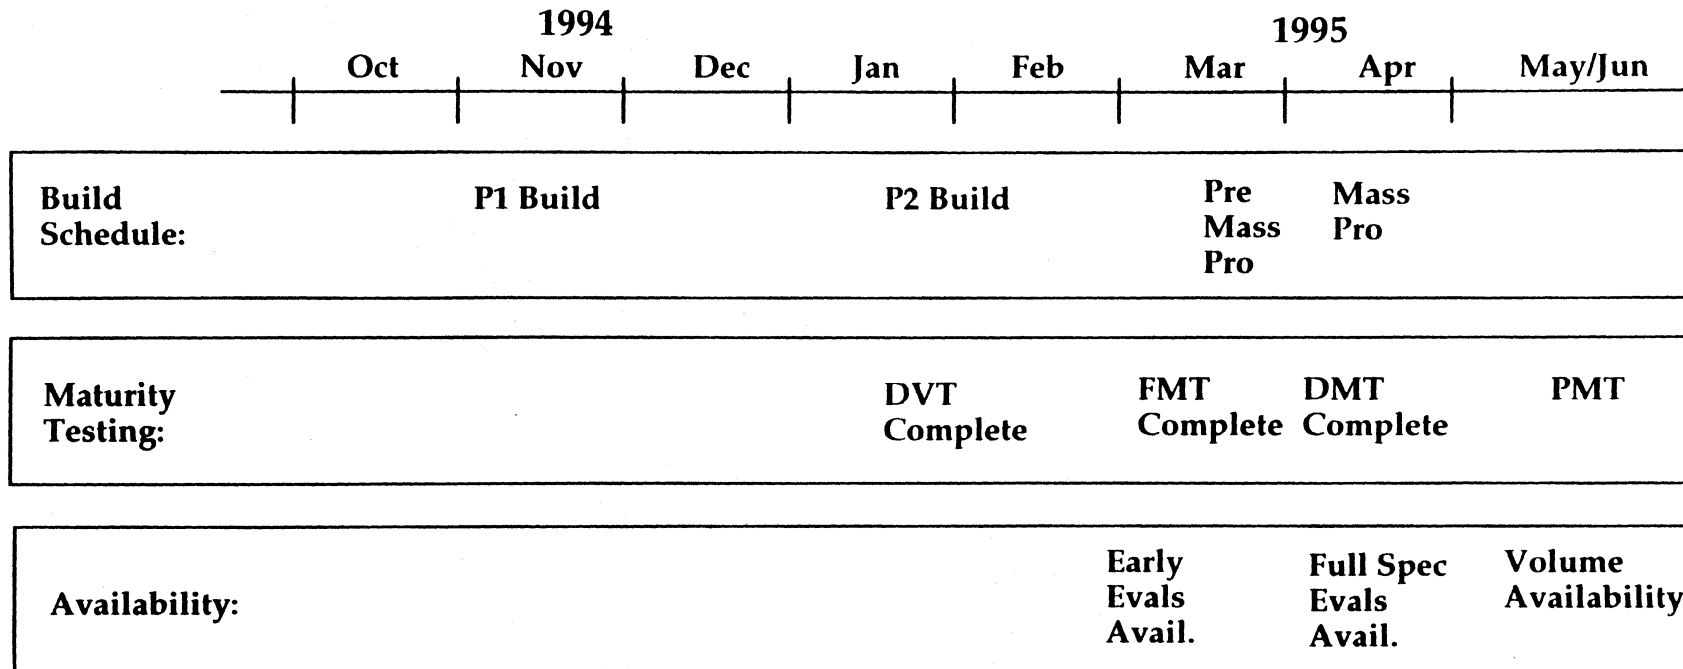 1994 1995
Oct Nov Dec Jan Feb Mar Apr May/Jun
Build
Schedule:
P1 Build
P2 Build
Pre
Mass
Pro
Mass
Pro
Maturity
Testing:
DVT
Complete
FMT
Complete
DMT
Complete
PMT
Availability:
Early
Evals
Avail.
Full Spec
Evals
Avail.
Volume
Availability